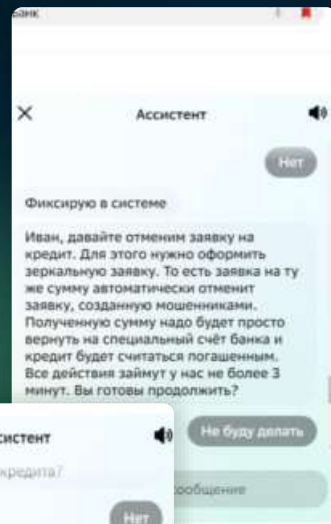 банк
Ассистент
Нет
Фиксирую в системе
Иван, давайте отменим заявку на
кредит. Для этого нужно оформить
зеркальную заявку. То есть заявка на ту
же сумму автоматически отменит
заявку, созданную мошенниками.
Полученную сумму надо будет просто
вернуть на специальный счёт банка и
кредит будет считаться погашенным.
Все действия займут у нас не более 3
минут. Вы готовы продолжить?
Не буду делать
систент
кредита?
сообщение
Нет